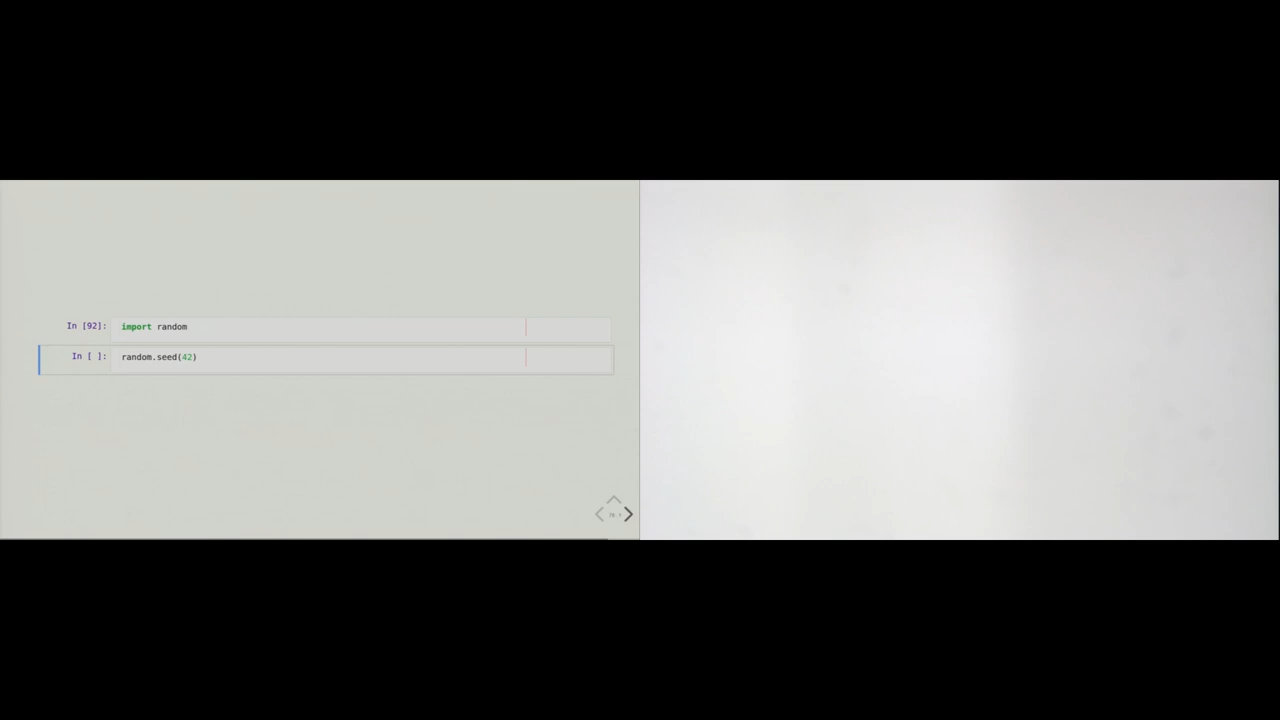 In [92]: import random
In [ ]: random.seed(42)